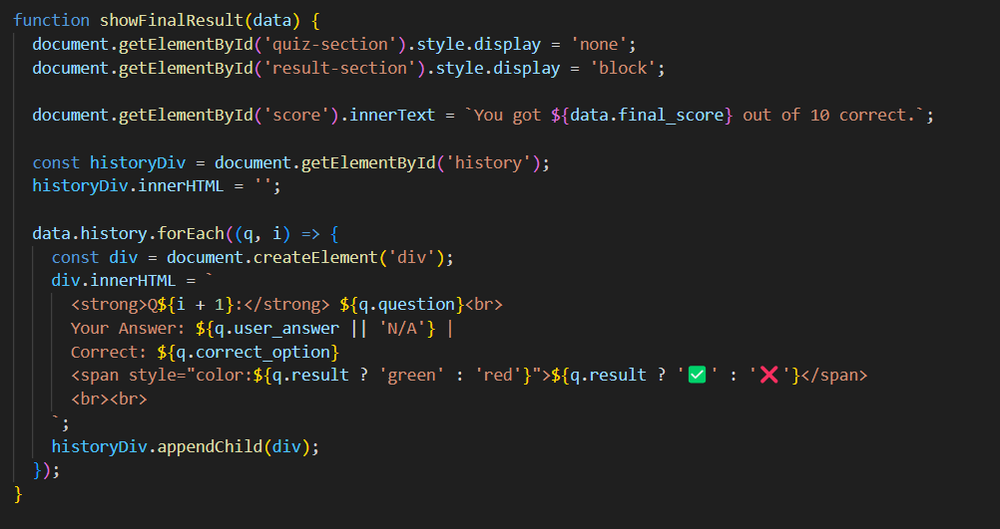 function showFinalResult(data) {
  document.getElementById('quiz-section').style.display = 'none';
  document.getElementById('result-section').style.display = 'block';

  document.getElementById('score').innerText = `You got ${data.final_score} out of 10 correct.`;

  const historyDiv = document.getElementById('history');
  historyDiv.innerHTML = '';

  data.history.forEach((q, i) => {
    const div = document.createElement('div');
    div.innerHTML = `
      <strong>Q${i + 1}:</strong> ${q.question}<br>
      Your Answer: ${q.user_answer || 'N/A'} |
      Correct: ${q.correct_option}
      <span style="color:${q.result ? 'green' : 'red'}">${q.result ? '✅' : '❌'}</span>
      <br><br>
    `;
    historyDiv.appendChild(div);
  });
}